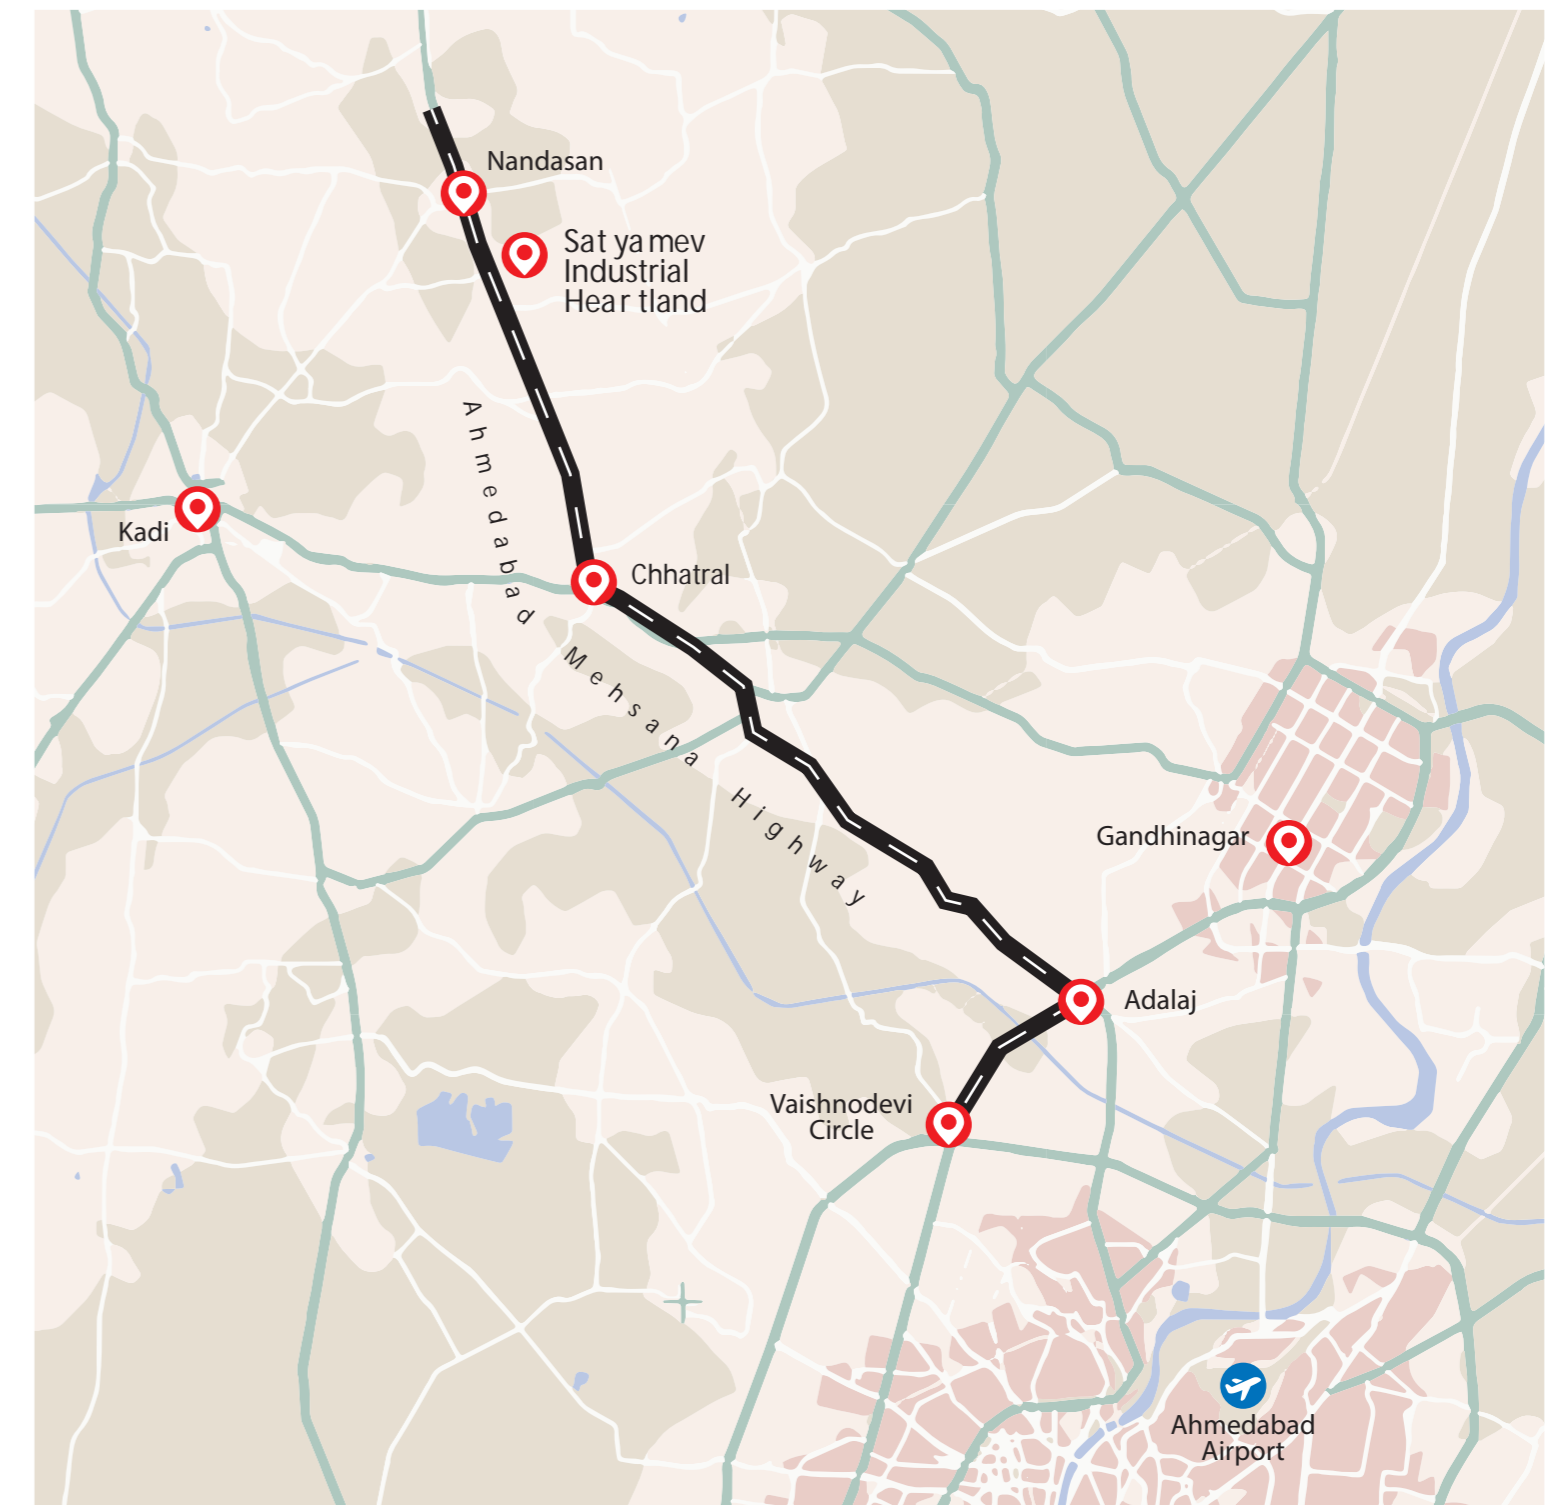 Nandasan
Sat ya mev
Industrial
Hear tland
Ahmedabad Mehsana Highway
Kadi
Chhatral
Gandhinagar
Adalaj
Vaishnodevi
Circle
Ahmedabad
Airport